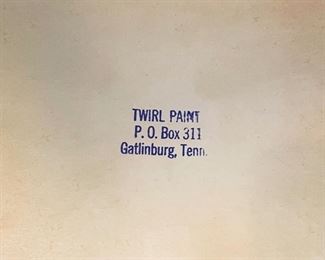 TWIRL PAINT
P. O. Box 311
Gatlinburg, Tenn.